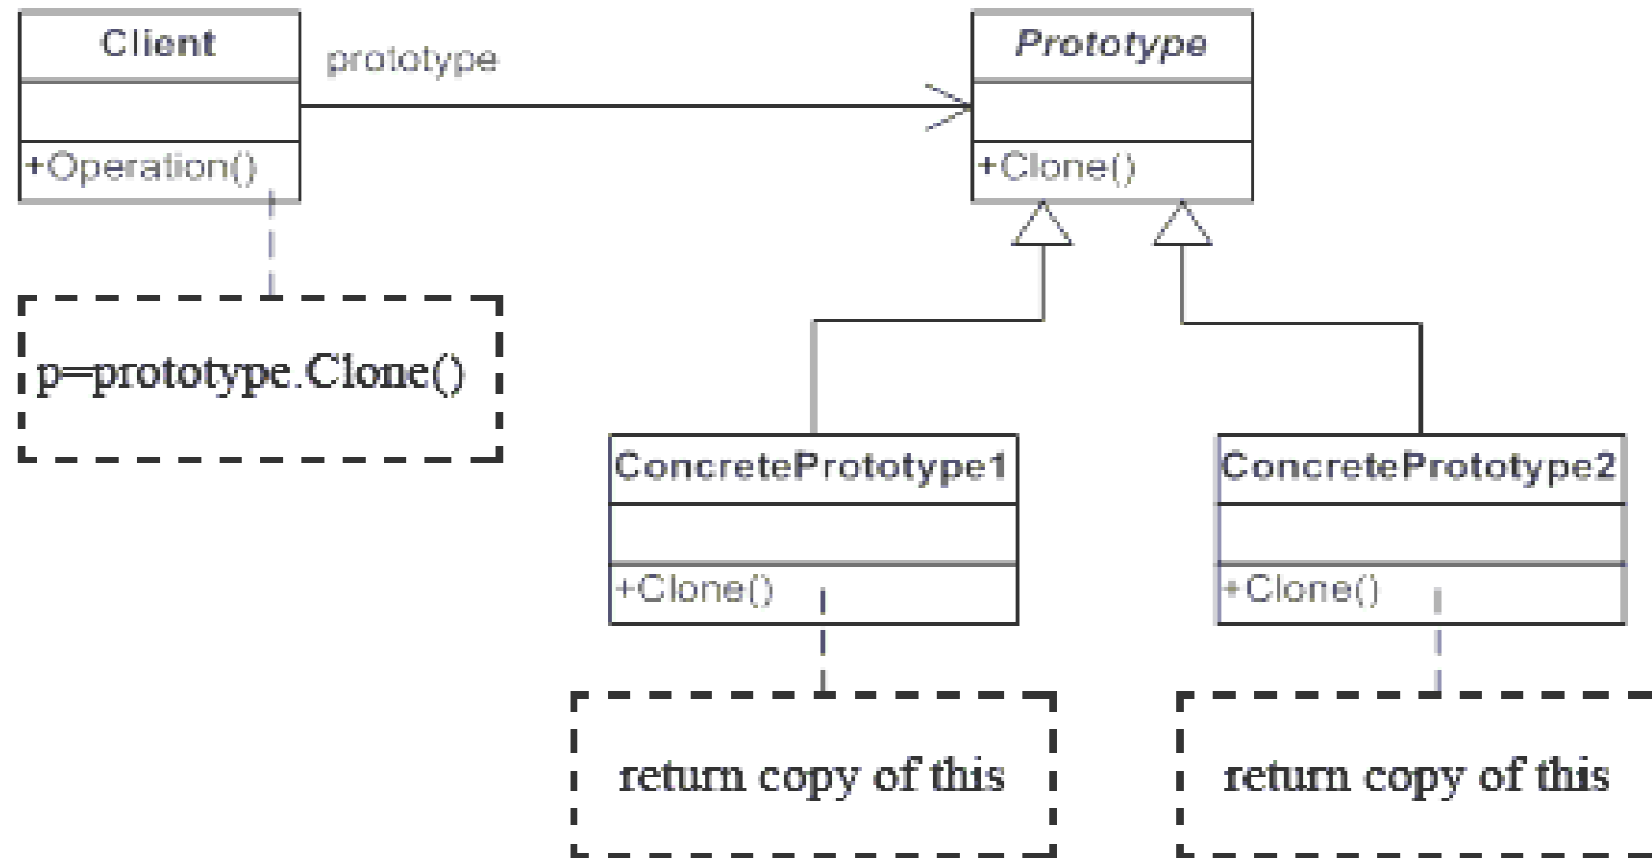 Client
prototype
Prototype
+Operation()
+Clone()
p=prototype.Clone()
ConcretePrototype1
ConcretePrototype2
+Clone()
+Clone()
return copy of this
return copy of this